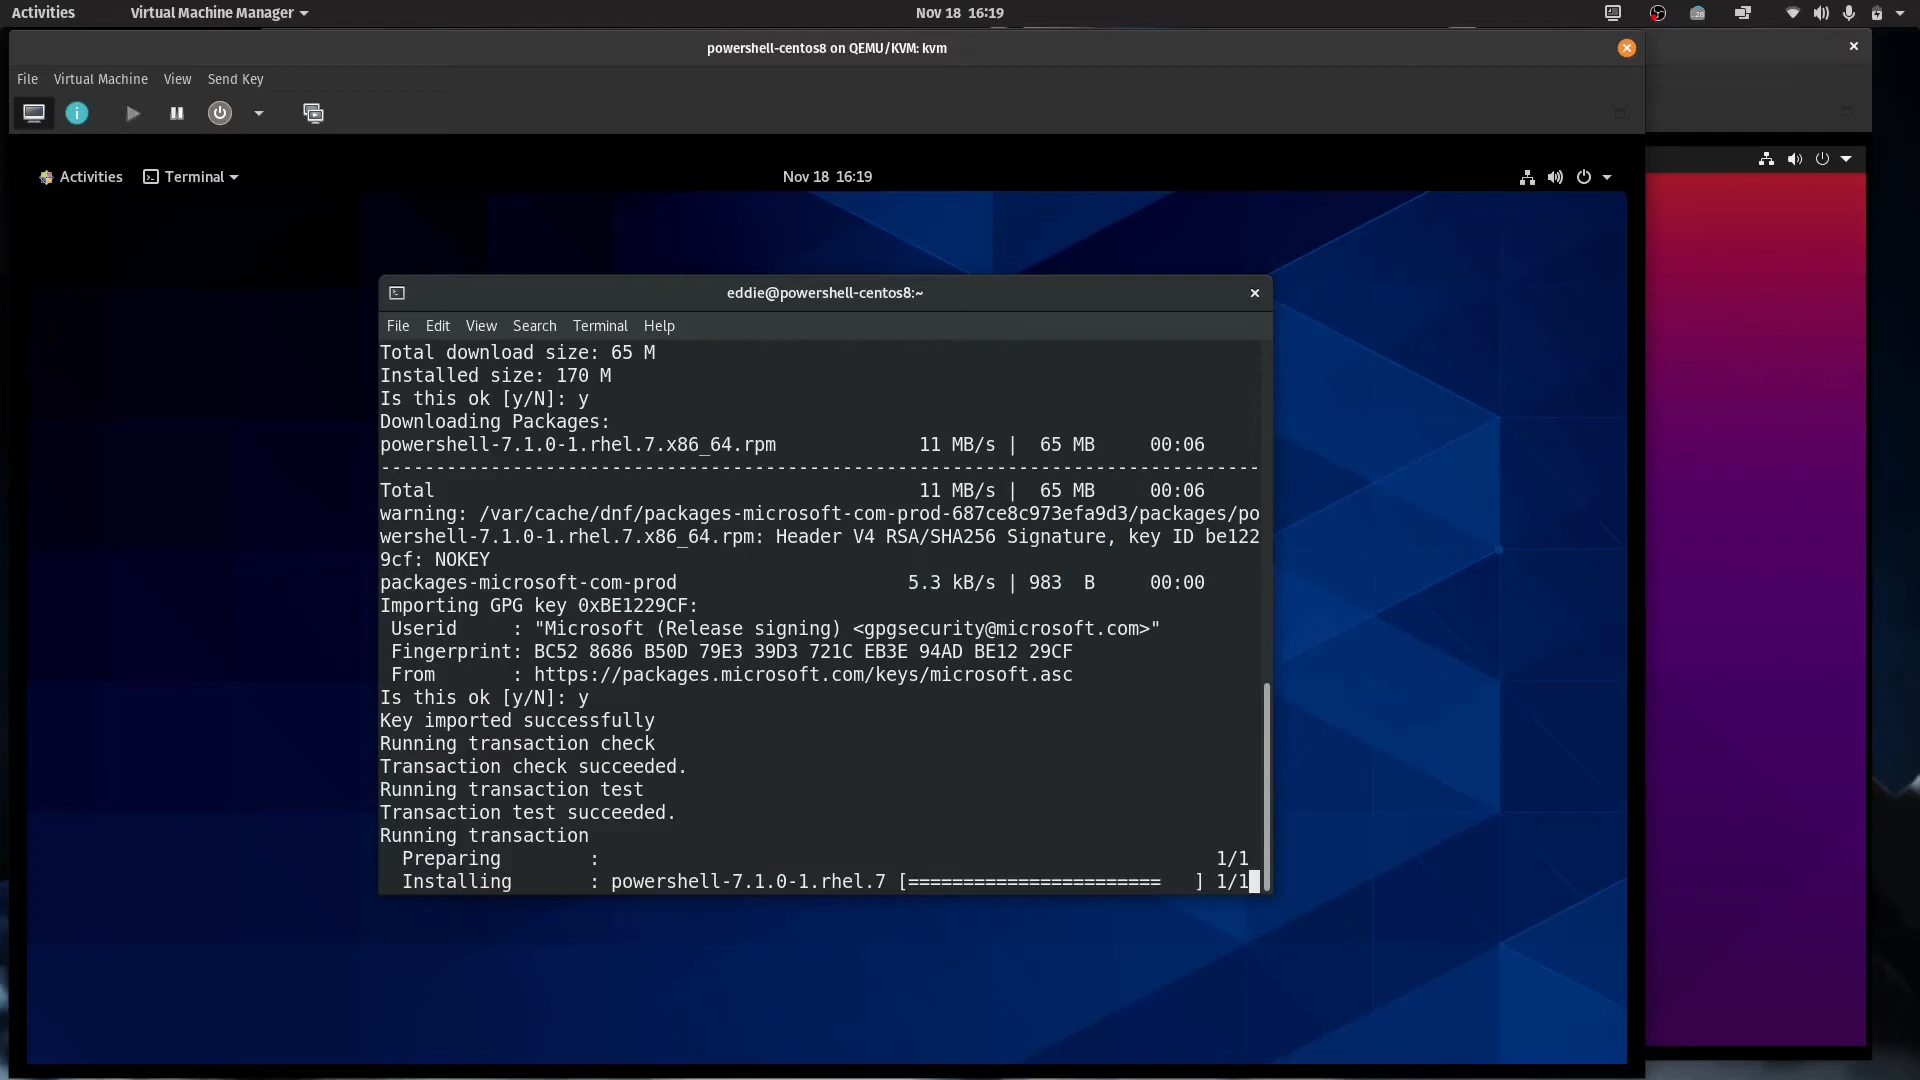 Activities
Virtual Machine Manager
Nov 18 16:19
powershell-centos8 on QEMU/KVM: kvm
File Virtual Machine View Send Key
Activities
Terminal
Nov 18 16:19
eddie@powershell-centos8:~
File Edit View Search Terminal Help
Total download size: 65 M
Installed size: 170 M
Is this ok [y/N]: y
Downloading Packages:
powershell-7.1.0-1.rhel.7.x86_64.rpm 11 MB/s | 65 MB 00:06
--------------------------------------------------------------------------------
Total 11 MB/s | 65 MB 00:06
warning: /var/cache/dnf/packages-microsoft-com-prod-687ce8c973efa9d3/packages/po
wershell-7.1.0-1.rhel.7.x86_64.rpm: Header V4 RSA/SHA256 Signature, key ID be122
9cf: NOKEY
packages-microsoft-com-prod 5.3 kB/s | 983 B 00:00
Importing GPG key 0xBE1229CF:
Userid : "Microsoft (Release signing) <gpgsecurity@microsoft.com>"
Fingerprint: BC52 8686 B50D 79E3 39D3 721C EB3E 94AD BE12 29CF
From : https://packages.microsoft.com/keys/microsoft.asc
Is this ok [y/N]: y
Key imported successfully
Running transaction check
Transaction check succeeded.
Running transaction test
Transaction test succeeded.
Running transaction
Preparing : 1/1
Installing : powershell-7.1.0-1.rhel.7 [======================= ] 1/1